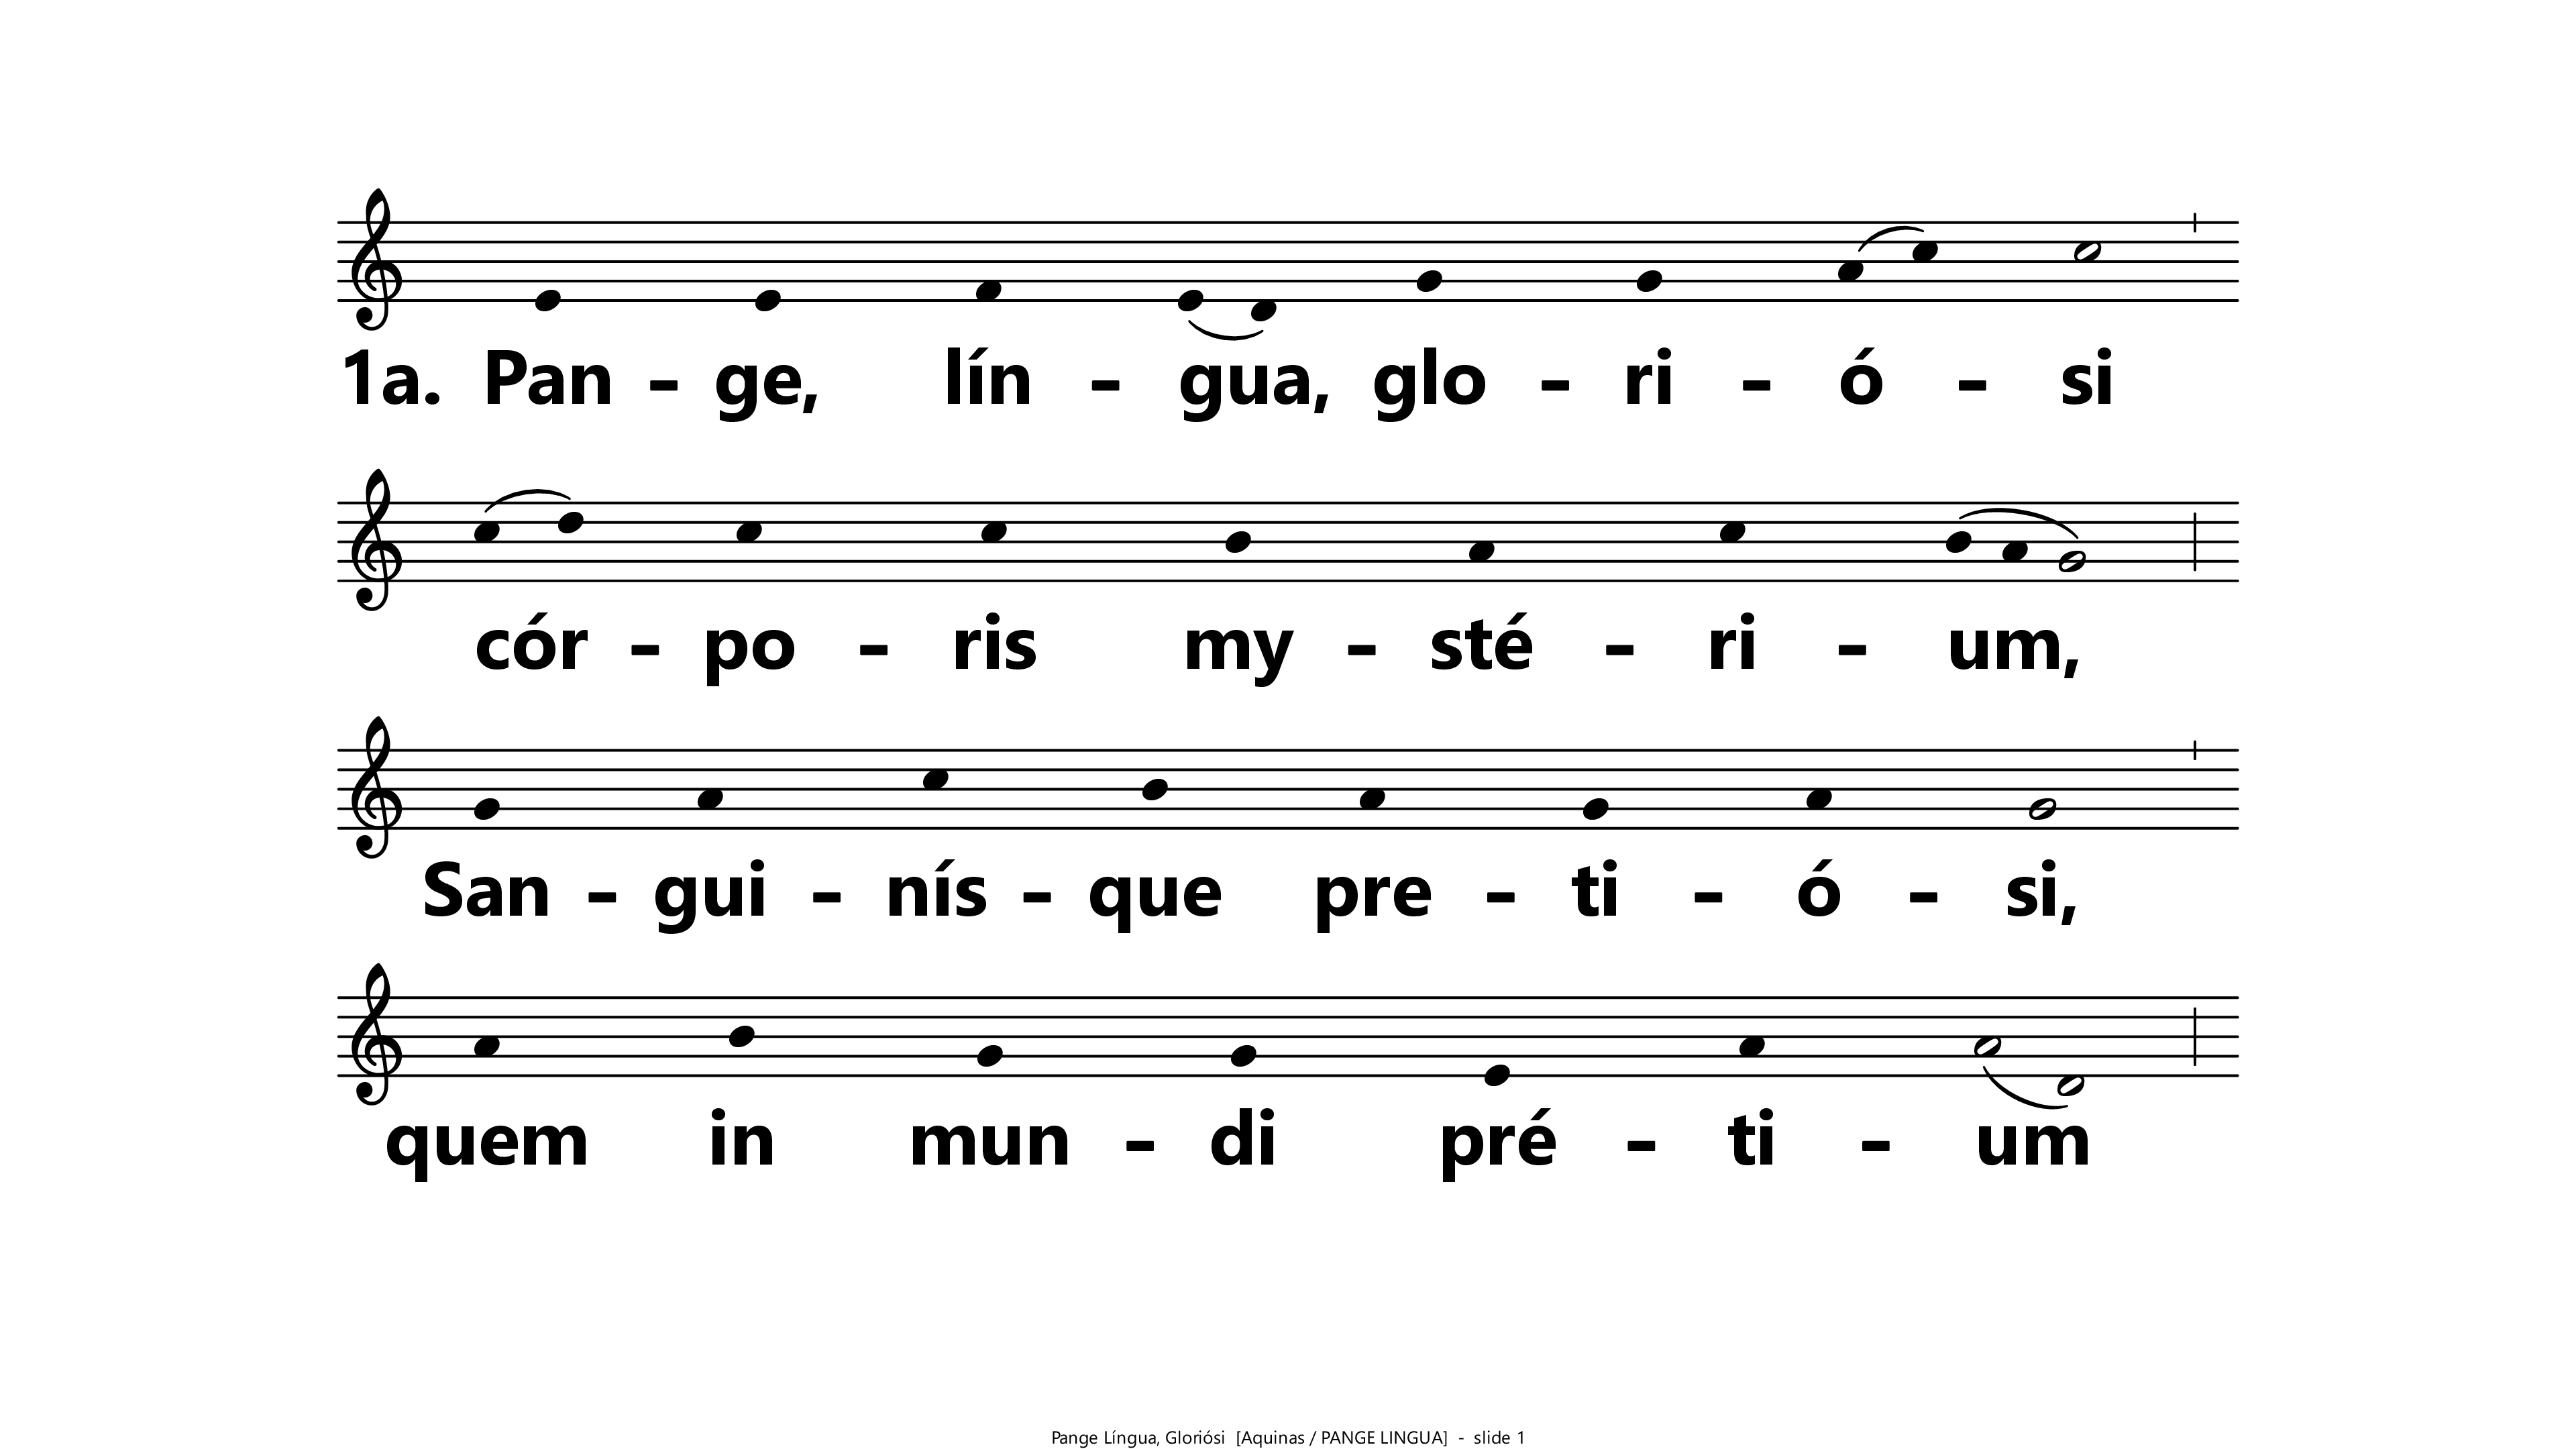 1a. Pan - ge, lín - gua, glo - ri - ó - si
cór - po - ris my - sté - ri - um,
San - gui - nís - que pre - ti - ó - si,
quem in mun - di pré - ti - um
Pange Língua, Gloriósi [Aquinas / PANGE LINGUA] - slide 1